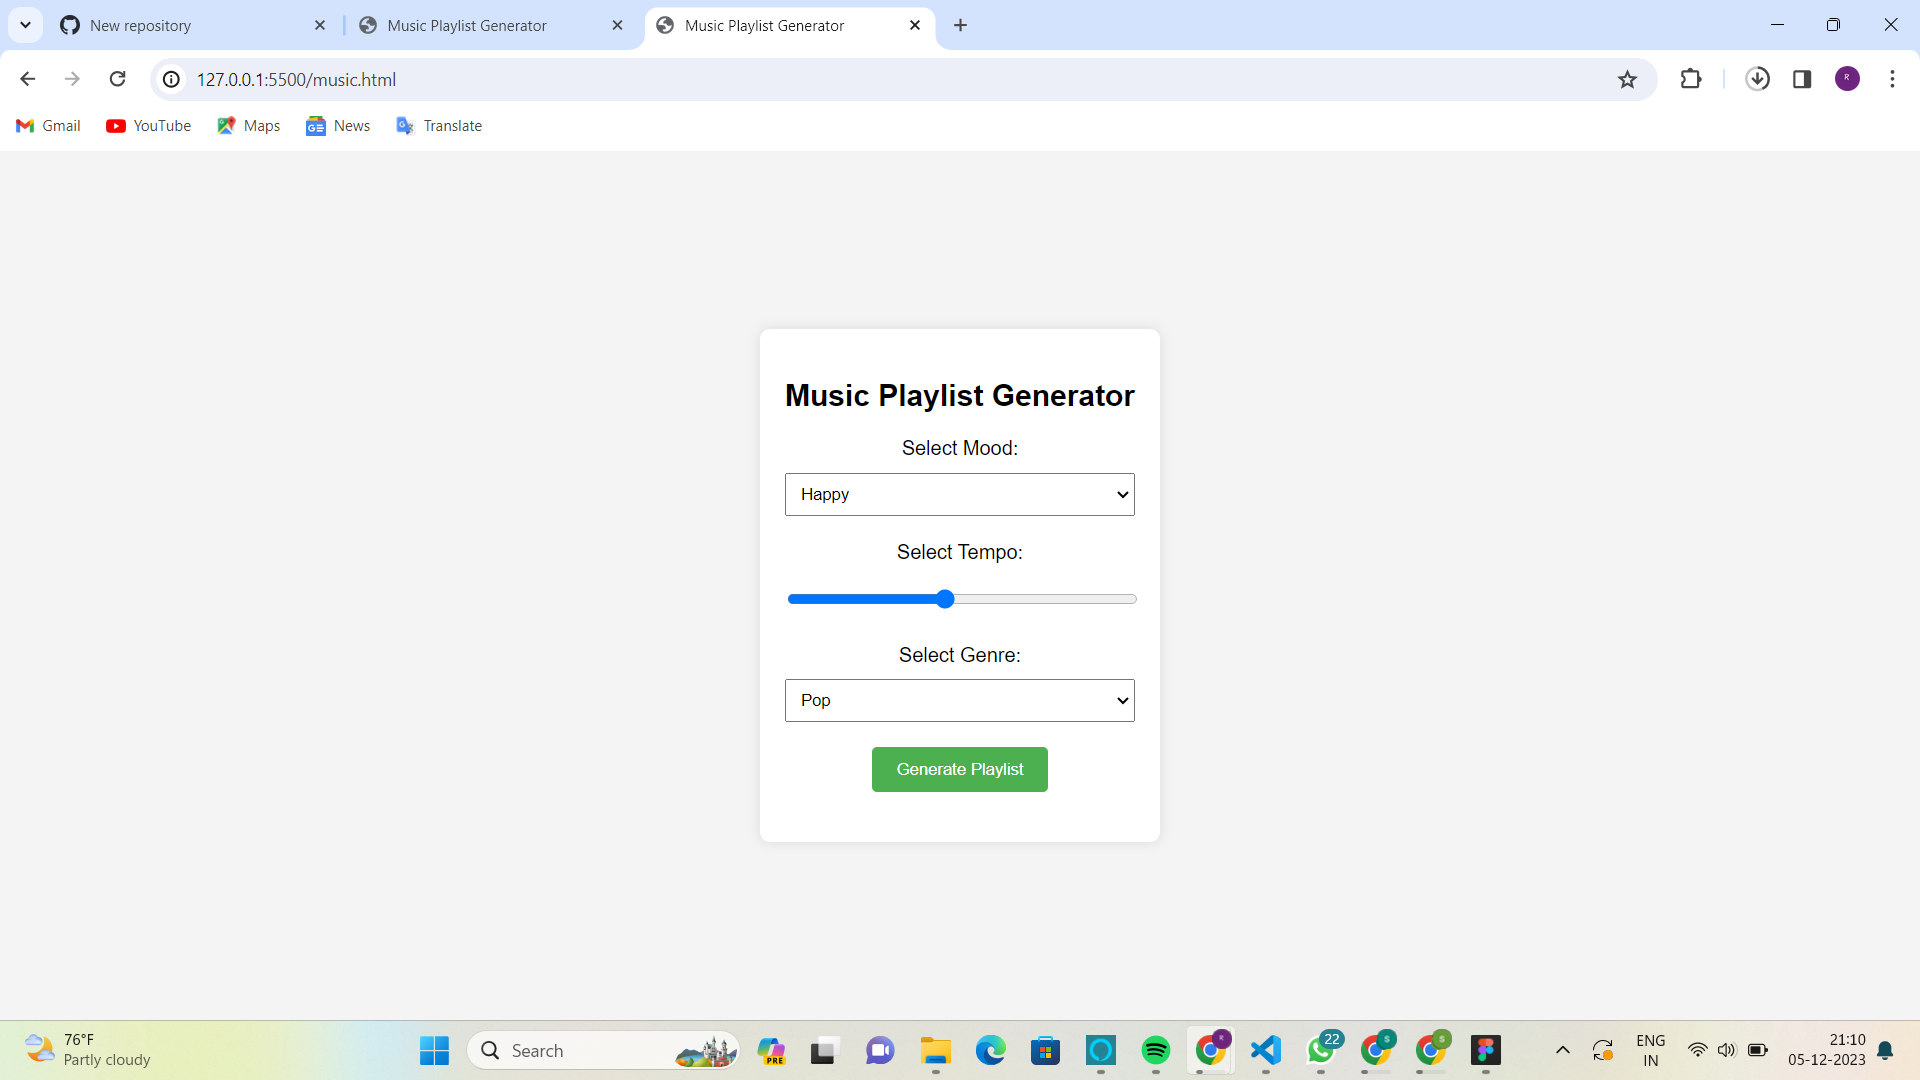 New repository
Music Playlist Generator
Music Playlist Generator
127.0.0.1:5500/music.html
R
Gmail
YouTube
Maps
News
Translate
Music Playlist Generator
Select Mood:
Happy
Select Tempo:
Select Genre:
Pop
Generate Playlist
76°F
Partly cloudy
Search
PRE
R
22
S
S
ENG
IN
21:10
05-12-2023